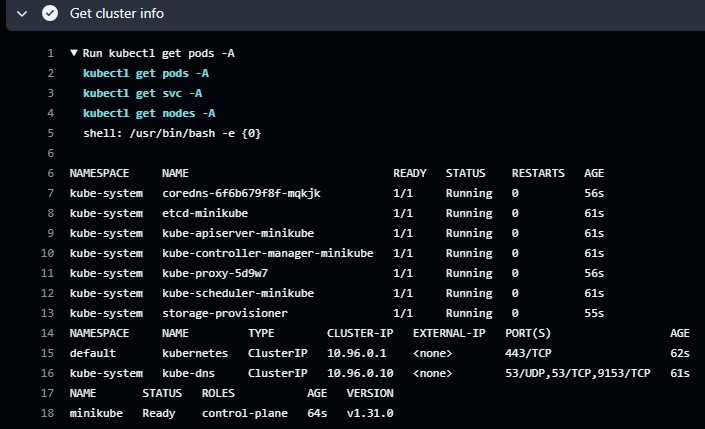 Get cluster info
1 ▼ Run kubectl get pods -A
2 kubectl get pods -A
3 kubectl get svc -A
4 kubectl get nodes -A
5 shell: /usr/bin/bash -e {0}
6
6 NAMESPACE NAME READY STATUS RESTARTS AGE
7 kube-system coredns-6f6b679f8f-mqkjk 1/1 Running 0 56s
8 kube-system etcd-minikube 1/1 Running 0 61s
9 kube-system kube-apiserver-minikube 1/1 Running 0 61s
10 kube-system kube-controller-manager-minikube 1/1 Running 0 61s
11 kube-system kube-proxy-5d9w7 1/1 Running 0 56s
12 kube-system kube-scheduler-minikube 1/1 Running 0 61s
13 kube-system storage-provisioner 1/1 Running 0 55s
14 NAMESPACE NAME TYPE CLUSTER-IP EXTERNAL-IP PORT(S) AGE
15 default kubernetes ClusterIP 10.96.0.1 <none> 443/TCP 62s
16 kube-system kube-dns ClusterIP 10.96.0.10 <none> 53/UDP,53/TCP,9153/TCP 61s
17 NAME STATUS ROLES AGE VERSION
18 minikube Ready control-plane 64s v1.31.0